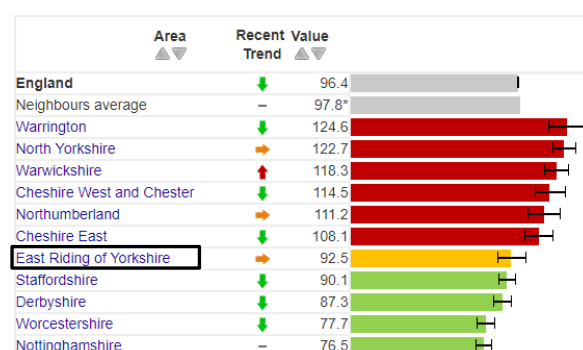 Area Recent Trend Value
England 96.4
Neighbours average – 97.8*
Warrington 124.6
North Yorkshire 122.7
Warwickshire 118.3
Cheshire West and Chester 114.5
Northumberland 111.2
Cheshire East 108.1
East Riding of Yorkshire 92.5
Staffordshire 90.1
Derbyshire 87.3
Worcestershire 77.7
Nottinghamshire – 76.5